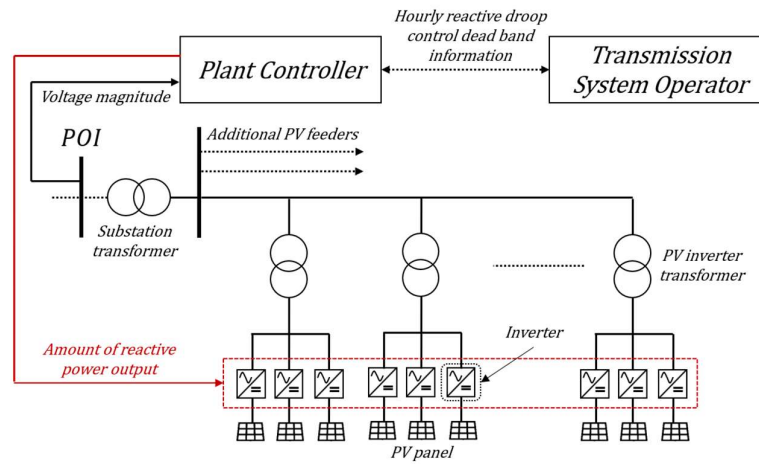 Hourly reactive droop
control dead band
information
Plant Controller
Transmission
System Operator
Voltage magnitude
POI
Additional PV feeders
Substation
transformer
PV inverter
transformer
Amount of reactive
power output
Inverter
PV panel